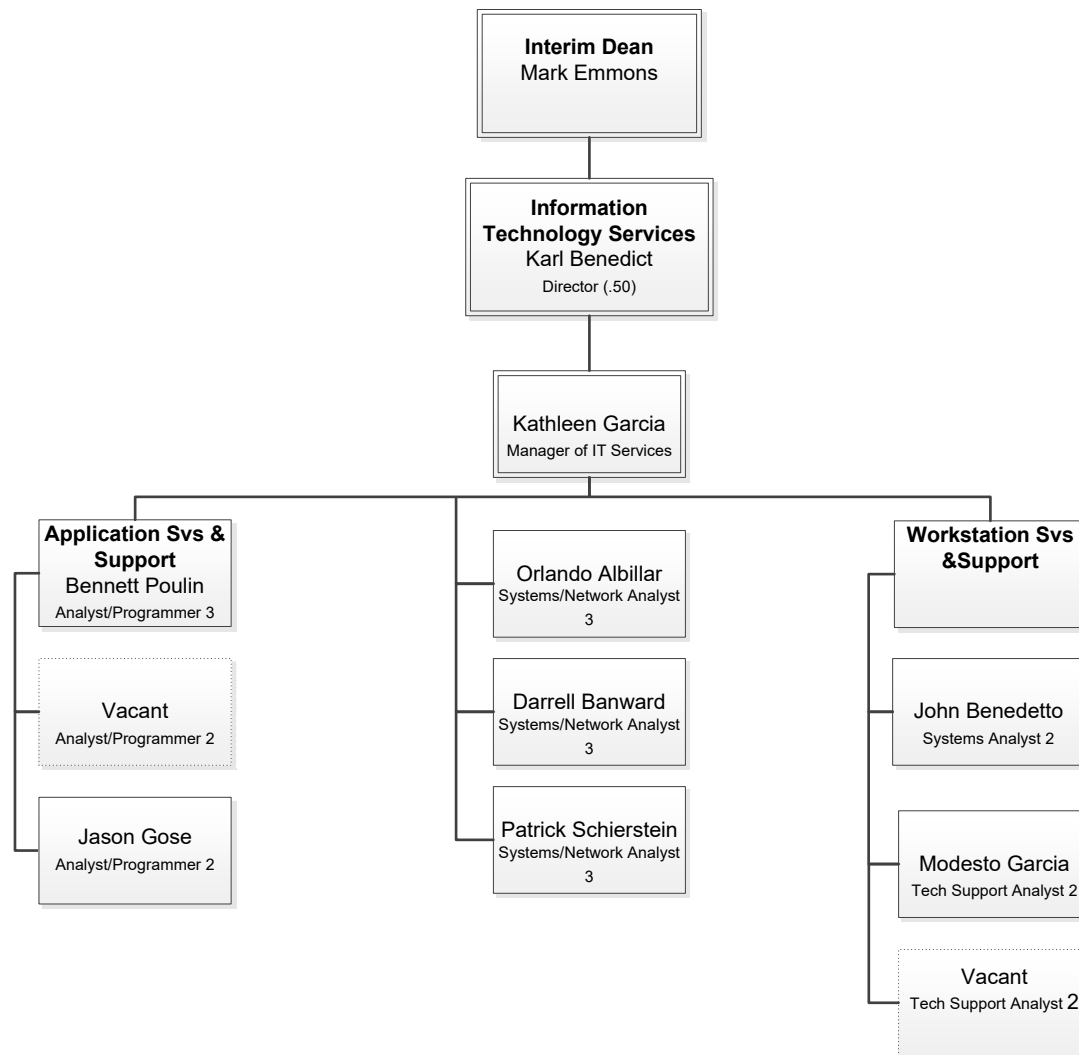 Interim Dean
Mark Emmons
Information
Technology Services
Karl Benedict
Director (.50)
Kathleen Garcia
Manager of IT Services
Application Svs &
Support
Bennett Poulin
Analyst/Programmer 3
Vacant
Analyst/Programmer 2
Jason Gose
Analyst/Programmer 2
Orlando Albillar
Systems/Network Analyst
3
Darrell Banward
Systems/Network Analyst
3
Patrick Schierstein
Systems/Network Analyst
3
Workstation Svs
&Support
John Benedetto
Systems Analyst 2
Modesto Garcia
Tech Support Analyst 2
Vacant
Tech Support Analyst 2